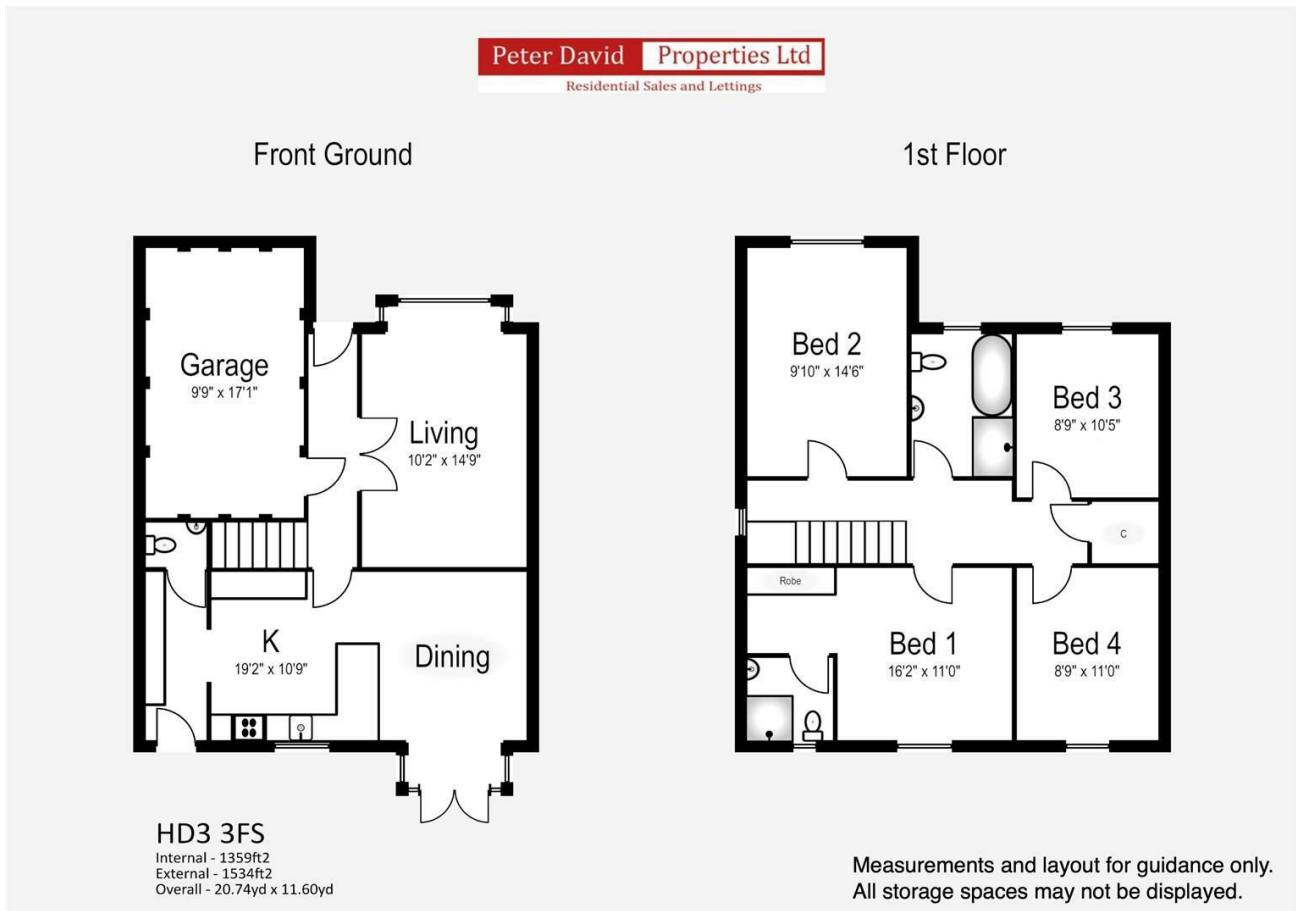 Peter David Properties Ltd
Residential Sales and Lettings
Front Ground
1st Floor
Garage
9'9" x 17'1"
Living
10'2" x 14'9"
K
19'2" x 10'9"
Dining
Bed 2
9'10" x 14'6"
Bed 3
8'9" x 10'5"
C
Robe
Bed 1
16'2" x 11'0"
Bed 4
8'9" x 11'0"
HD3 3FS
Internal - 1359ft2
External - 1534ft2
Overall - 20.74yd x 11.60yd
Measurements and layout for guidance only.
All storage spaces may not be displayed.